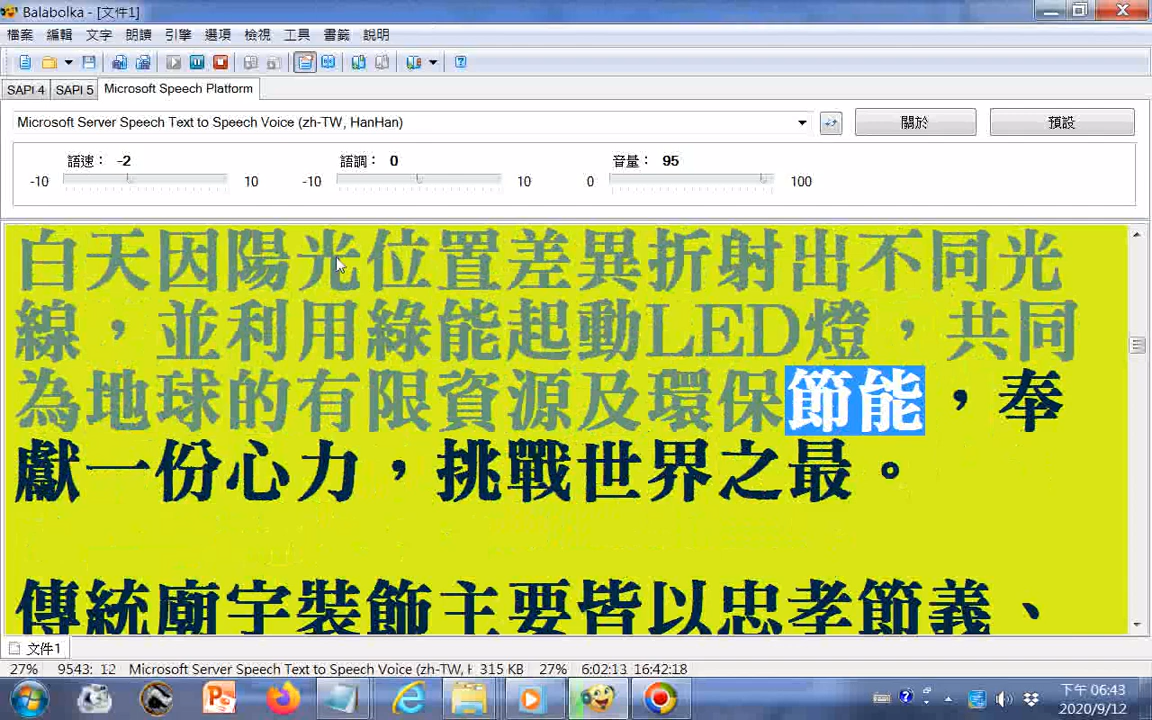 Balabolka - [文件1]
檔案 編輯 文字 朗讀 引擎 選項 檢視 工具 書籤 說明
SAPI 4 SAPI 5 Microsoft Speech Platform
Microsoft Server Speech Text to Speech Voice (zh-TW, HanHan) 關於 預設
語速： -2 語調： 0 音量： 95
-10 10 -10 10 0 100
白天因陽光位置差異折射出不同光
線，並利用綠能起動LED燈，共同
為地球的有限資源及環保節能，奉
獻一份心力，挑戰世界之最。
傳統廟宇裝飾主要皆以忠孝節義、
文件1
27% 9543: 12 Microsoft Server Speech Text to Speech Voice (zh-TW, H 315 KB 27% 6:02:13 16:42:18
下午 06:43
2020/9/12